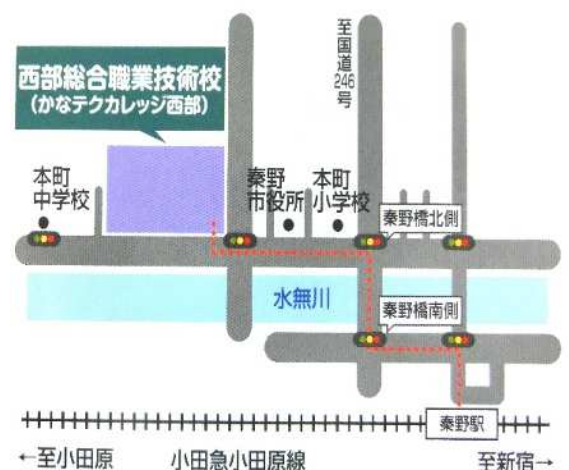 西部総合職業技術校
(かなテクカレッジ西部)
至国道246号
本町
中学校
秦野
市役所
本町
小学校
秦野橋北側
水無川
秦野橋南側
秦野駅
←至小田原
小田急小田原線
至新宿→